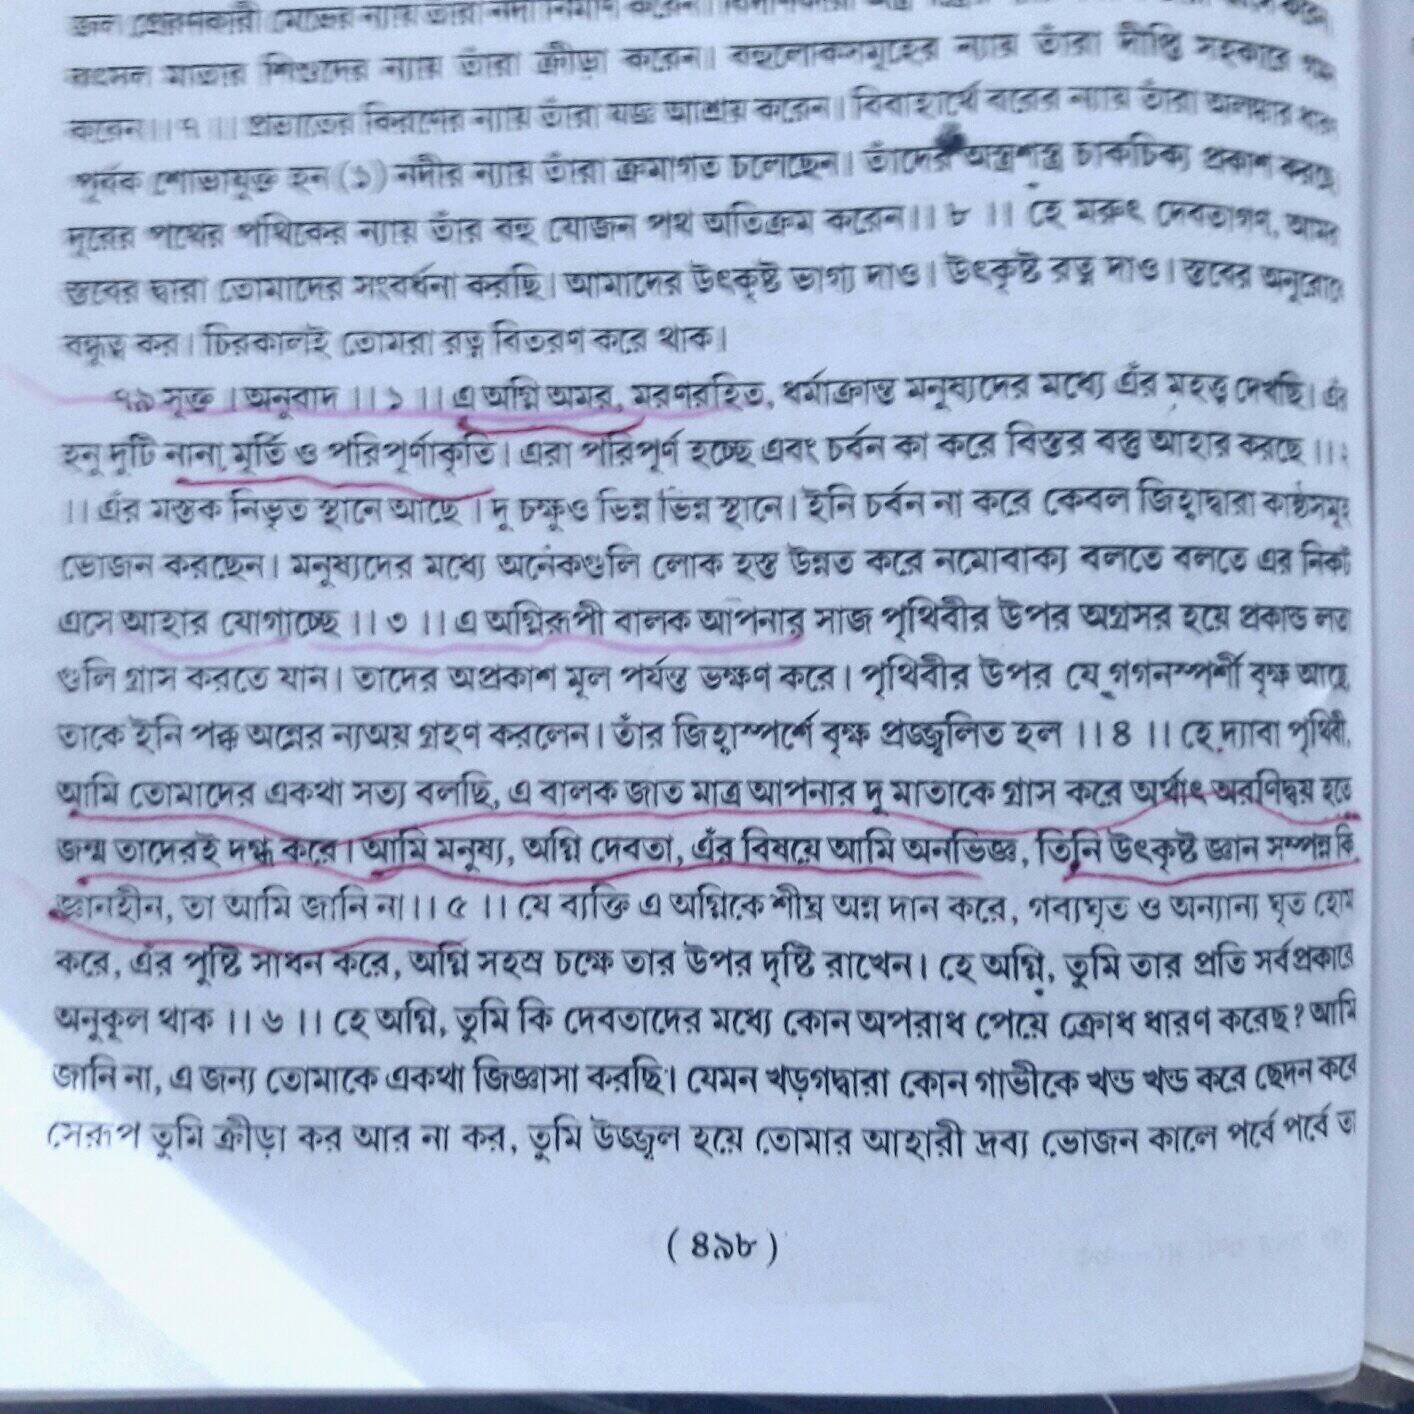 জল প্রেরণকারী মেঘের ন্যায় তাঁরা নদী নির্মাণ করেন।
বৎসল মাতার শিশুদের ন্যায় তাঁরা ক্রীড়া করেন। বহুলোকজনগৃহের ন্যায় তাঁরা দীপ্তি সহকারে গমন
করেন।। ৭ ।। প্রভাতের কিরণের ন্যায় তাঁরা যজ্ঞ আশ্রয় করেন। বিবাহার্থে বরের ন্যায় তাঁরা অলঙ্কার ধারণ
পূর্বক শোভাযুক্ত হন (১) নদীর ন্যায় তাঁরা ক্রমাগত চলেছেন। তাঁদের অস্ত্রশস্ত্র চাকচিক্য প্রকাশ করছে
দূরের পথের পথিকের ন্যায় তাঁর বহু যোজন পথ অতিক্রম করেন।। ৮ ।। হে মরুৎ দেবতাগণ, আমর
স্তবের দ্বারা তোমাদের সংবর্ধনা করছি। আমাদের উৎকৃষ্ট ভাগ্য দাও। উৎকৃষ্ট রত্ন দাও। স্তবের অনুরোধে
বন্ধুত্ব কর। চিরকালই তোমরা রত্ন বিতরণ করে থাক।
৭৯ সূক্ত । অনুবাদ ।। ১ ।। এ অগ্নি অমর, মরণরহিত, ধর্মাক্রান্ত মনুষ্যদের মধ্যে এঁর মহত্ত্ব দেখছি। এঁর
হনু দুটি নানা মূর্তি ও পরিপূর্ণাকৃতি। এরা পরিপূর্ণ হচ্ছে এবং চর্বন কা করে বিস্তর বস্তু আহার করছে ।। ২
।। এঁর মস্তক নিভৃত স্থানে আছে । দু চক্ষুও ভিন্ন ভিন্ন স্থানে। ইনি চর্বন না করে কেবল জিহ্বাদ্বারা কাষ্ঠসমূহ
ভোজন করছেন। মনুষ্যদের মধ্যে অনেকগুলি লোক হস্ত উন্নত করে নমোবাক্য বলতে বলতে এর নিকট
এসে আহার যোগাচ্ছে ।। ৩ ।। এ অগ্নিরূপী বালক আপনার সাজ পৃথিবীর উপর অগ্রসর হয়ে প্রকান্ড লত
গুলি গ্রাস করতে যান। তাদের অপ্রকাশ মূল পর্যন্ত ভক্ষণ করে। পৃথিবীর উপর যে গগনস্পর্শী বৃক্ষ আছে
তাকে ইনি পক্ক অন্নের ন্যঅয় গ্রহণ করলেন। তাঁর জিহ্বাস্পর্শে বৃক্ষ প্রজ্জ্বলিত হল ।। ৪ ।। হে দ্যাবা পৃথিবী,
আমি তোমাদের একথা সত্য বলছি, এ বালক জাত মাত্র আপনার দু মাতাকে গ্রাস করে অর্থাৎ অরণিদ্বয় হতে
জন্ম তাদেরই দগ্ধ করে। আমি মনুষ্য, অগ্নি দেবতা, এঁর বিষয়ে আমি অনভিজ্ঞ, তিনি উৎকৃষ্ট জ্ঞান সম্পন্ন কি
জ্ঞানহীন, তা আমি জানি না।। ৫ ।। যে ব্যক্তি এ অগ্নিকে শীঘ্র অন্ন দান করে, গব্যঘৃত ও অন্যান্য ঘৃত হোম
করে, এঁর পুষ্টি সাধন করে, অগ্নি সহস্র চক্ষে তার উপর দৃষ্টি রাখেন। হে অগ্নি, তুমি তার প্রতি সর্বপ্রকারে
অনুকূল থাক ।। ৬ ।। হে অগ্নি, তুমি কি দেবতাদের মধ্যে কোন অপরাধ পেয়ে ক্রোধ ধারণ করেছ? আমি
জানি না, এ জন্য তোমাকে একথা জিজ্ঞাসা করছি। যেমন খড়গদ্বারা কোন গাভীকে খন্ড খন্ড করে ছেদন করে
সেরূপ তুমি ক্রীড়া কর আর না কর, তুমি উজ্জ্বল হয়ে তোমার আহারী দ্রব্য ভোজন কালে পর্বে পর্বে তা
( ৪৯৮ )